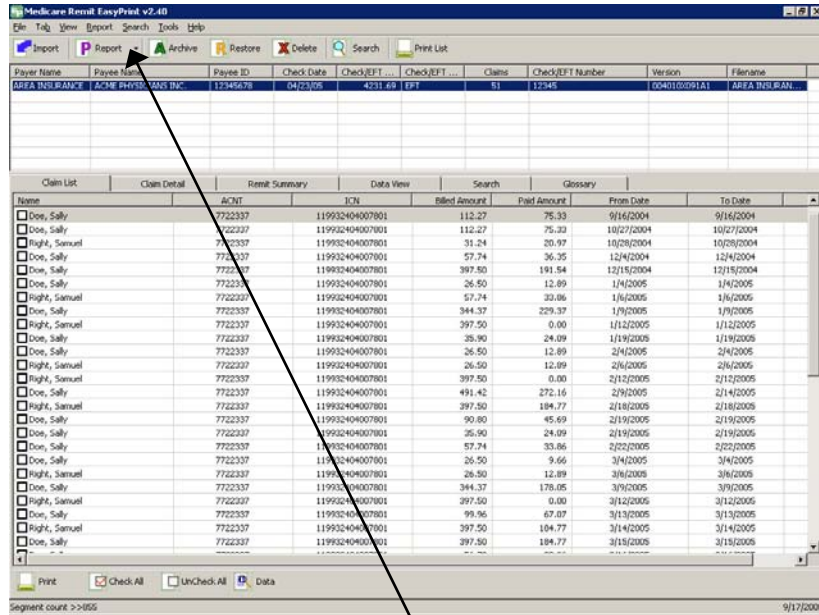 Medicare Remit EasyPrint v2.40
File Tab View Report Search Tools Help
Import Report Archive Restore Delete Search Print List
Payer Name Payee Name Payee ID Check Date Check/EFT ... Check/EFT ... Claims Check/EFT Number Version Filename
AREA INSURANCE ACME PHYSICIANS INC. 12345678 04/23/05 4231.69 EFT 51 12345 004010X091A1 AREA INSURAN...
Claim List Claim Detail Remit Summary Data View Search Glossary
Name ACNT ICN Billed Amount Paid Amount From Date To Date
Doe, Sally 7722337 119932404007801 112.27 75.33 9/16/2004 9/16/2004
Doe, Sally 7722337 119932404007801 112.27 75.33 10/27/2004 10/27/2004
Right, Samuel 7722337 119932404007801 31.24 20.97 10/28/2004 10/28/2004
Doe, Sally 7722337 119932404007801 57.74 36.35 12/4/2004 12/4/2004
Doe, Sally 7722337 119932404007801 397.50 191.54 12/15/2004 12/15/2004
Doe, Sally 7722337 119932404007801 26.50 12.89 1/4/2005 1/4/2005
Right, Samuel 7722337 119932404007801 57.74 33.86 1/6/2005 1/6/2005
Doe, Sally 7722337 119932404007801 344.37 229.37 1/9/2005 1/9/2005
Right, Samuel 7722337 119932404007801 397.50 0.00 1/12/2005 1/12/2005
Doe, Sally 7722337 119932404007801 35.90 24.09 1/19/2005 1/19/2005
Doe, Sally 7722337 119932404007801 26.50 12.89 2/4/2005 2/4/2005
Right, Samuel 7722337 119932404007801 26.50 12.89 2/6/2005 2/6/2005
Right, Samuel 7722337 119932404007801 397.50 0.00 2/12/2005 2/12/2005
Doe, Sally 7722337 119932404007801 491.42 272.16 2/9/2005 2/14/2005
Right, Samuel 7722337 119932404007801 397.50 184.77 2/18/2005 2/18/2005
Doe, Sally 7722337 119932404007801 90.80 45.69 2/19/2005 2/19/2005
Doe, Sally 7722337 119932404007801 35.90 24.09 2/19/2005 2/19/2005
Doe, Sally 7722337 119932404007801 57.74 33.86 2/22/2005 2/22/2005
Doe, Sally 7722337 119932404007801 26.50 9.66 3/4/2005 3/4/2005
Right, Samuel 7722337 119932404007801 26.50 12.89 3/6/2005 3/6/2005
Doe, Sally 7722337 119932404007801 344.37 178.05 3/9/2005 3/9/2005
Right, Samuel 7722337 119932404007801 397.50 0.00 3/12/2005 3/12/2005
Doe, Sally 7722337 119932404007801 99.96 67.07 3/13/2005 3/13/2005
Right, Samuel 7722337 119932404007801 397.50 184.77 3/14/2005 3/14/2005
Doe, Sally 7722337 119932404007801 397.50 184.77 3/15/2005 3/15/2005
Print Check All UnCheck All Data
Segment count >>855 9/17/200